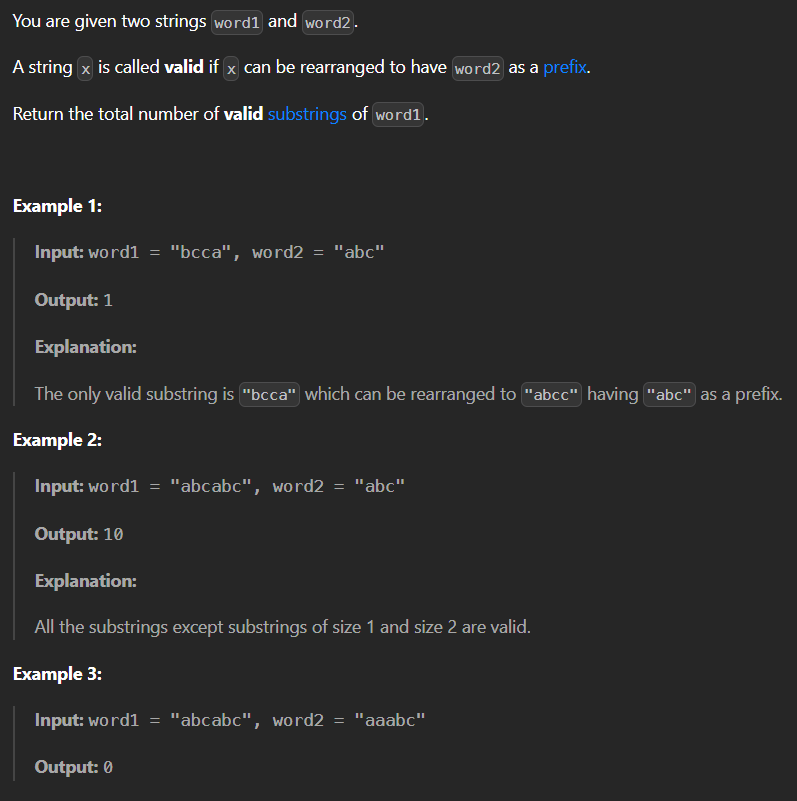 You are given two strings word1 and word2.
A string x is called valid if x can be rearranged to have word2 as a prefix.
Return the total number of valid substrings of word1.
Example 1:
Input: word1 = "bcca", word2 = "abc"
Output: 1
Explanation:
The only valid substring is "bcca" which can be rearranged to "abcc" having "abc" as a prefix.
Example 2:
Input: word1 = "abcabc", word2 = "abc"
Output: 10
Explanation:
All the substrings except substrings of size 1 and size 2 are valid.
Example 3:
Input: word1 = "abcabc", word2 = "aaabc"
Output: 0